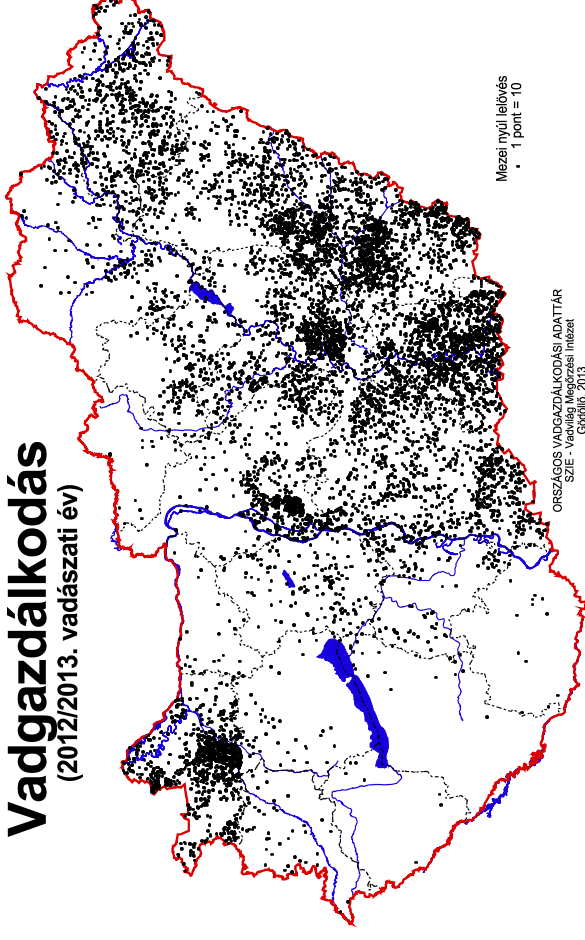 Vadgazdálkodás
(2012/2013. vadászati év)
Mezei nyúl lelövés
• 1 pont = 10
ORSZÁGOS VADGAZDÁLKODÁSI ADATTÁR
SZIE - Vadvilág Megőrzési Intézet
Gödöllő, 2013